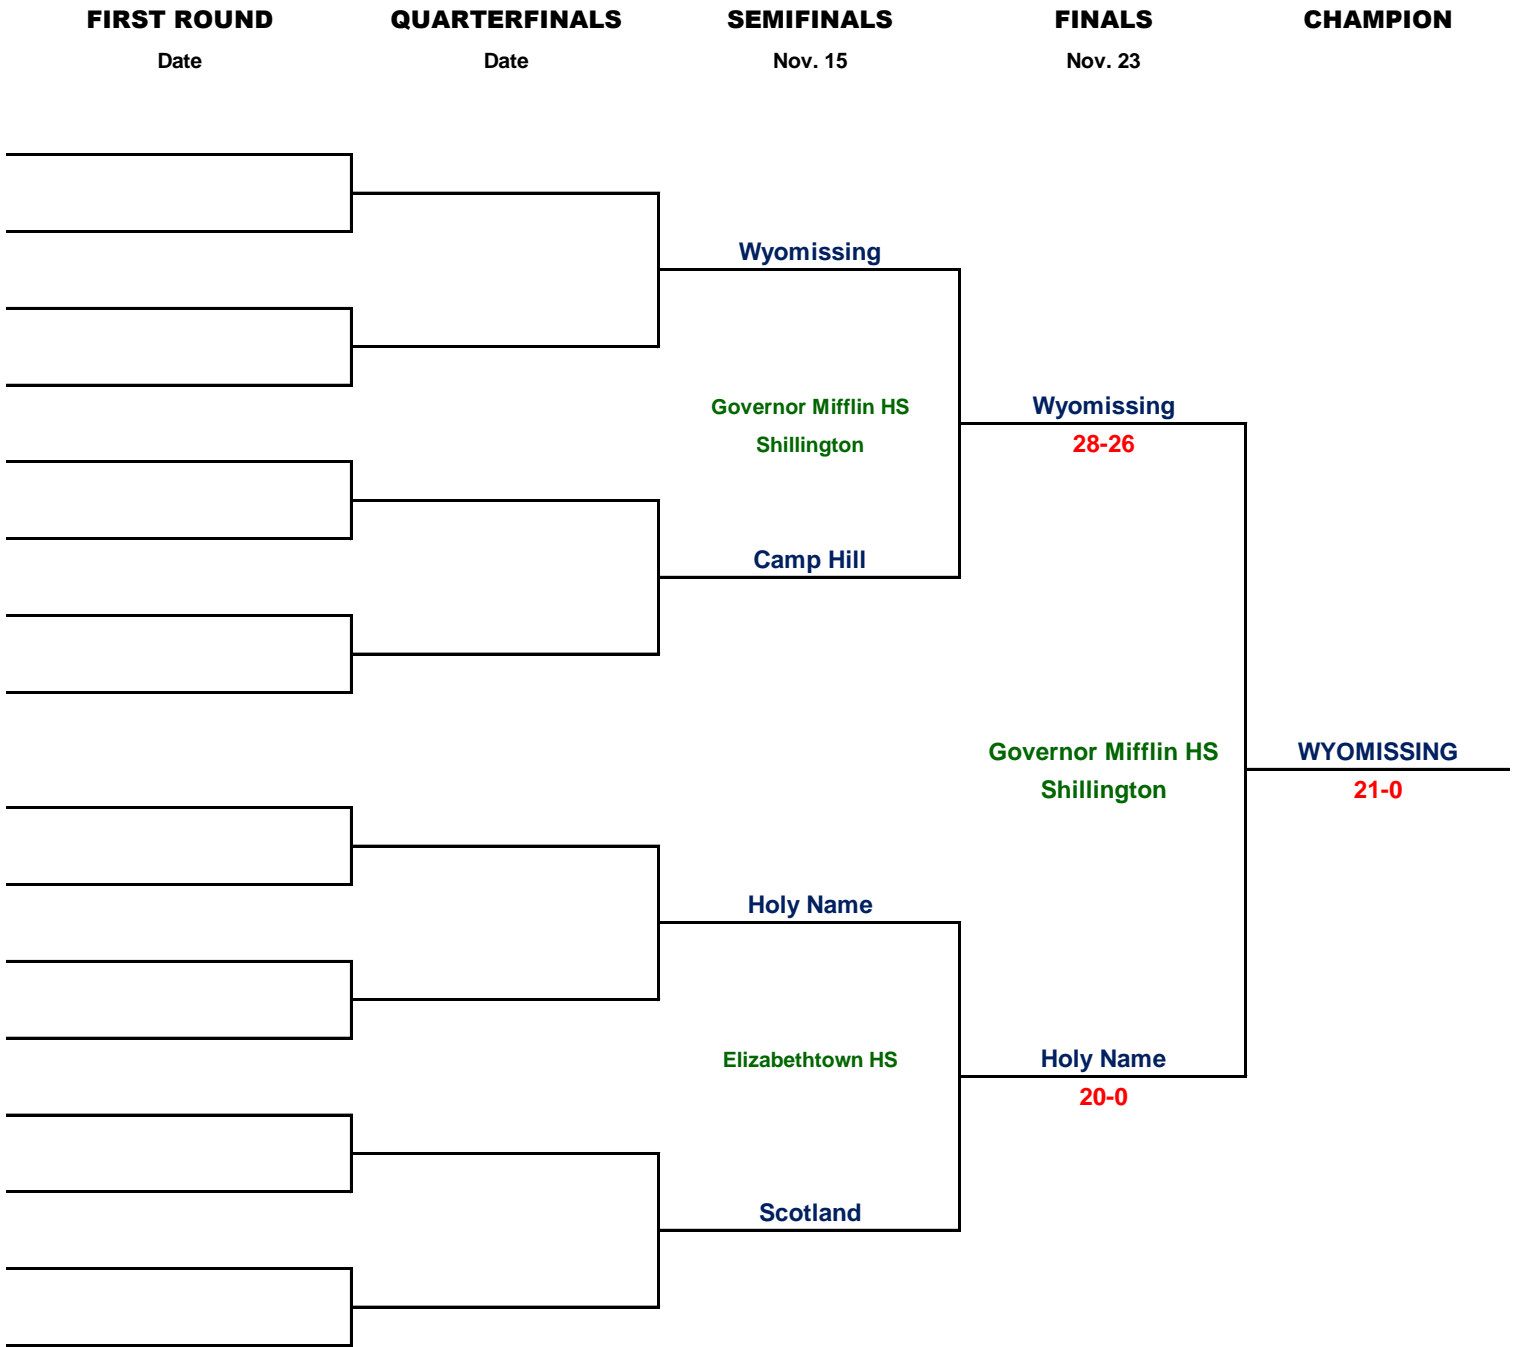 FIRST ROUND QUARTERFINALS SEMIFINALS FINALS CHAMPION
Date Date Nov. 15 Nov. 23
Wyomissing
Governor Mifflin HS Wyomissing
Shillington 28-26
Camp Hill
Governor Mifflin HS WYOMISSING
Shillington 21-0
Holy Name
Elizabethtown HS Holy Name
20-0
Scotland